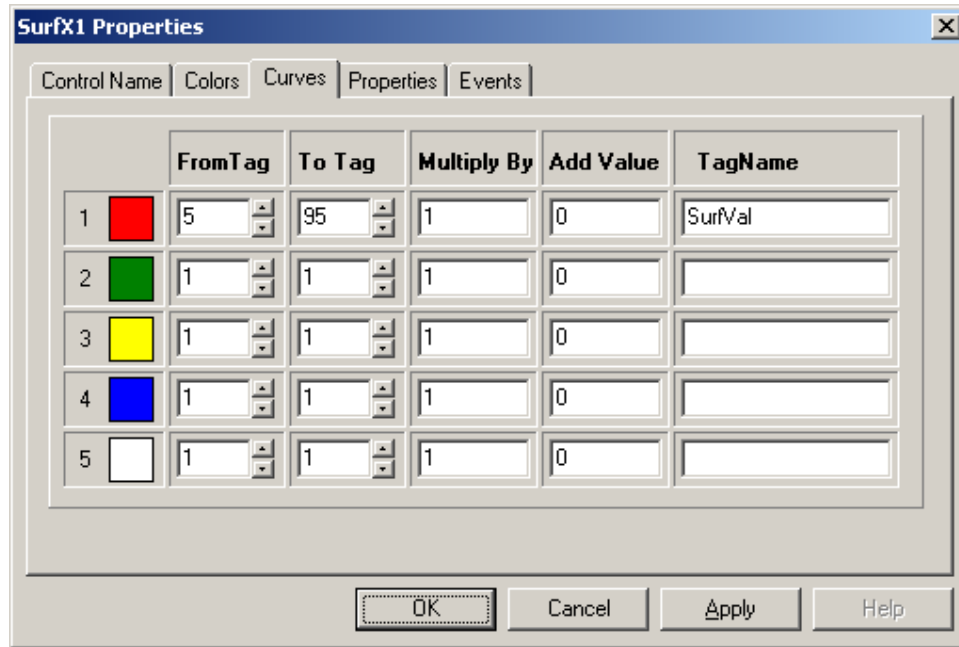 SurfX1 Properties
Control Name Colors Curves Properties Events
FromTag To Tag Multiply By Add Value TagName
1 5 95 1 0 SurfVal
2 1 1 1 0
3 1 1 1 0
4 1 1 1 0
5 1 1 1 0
OK Cancel Apply Help